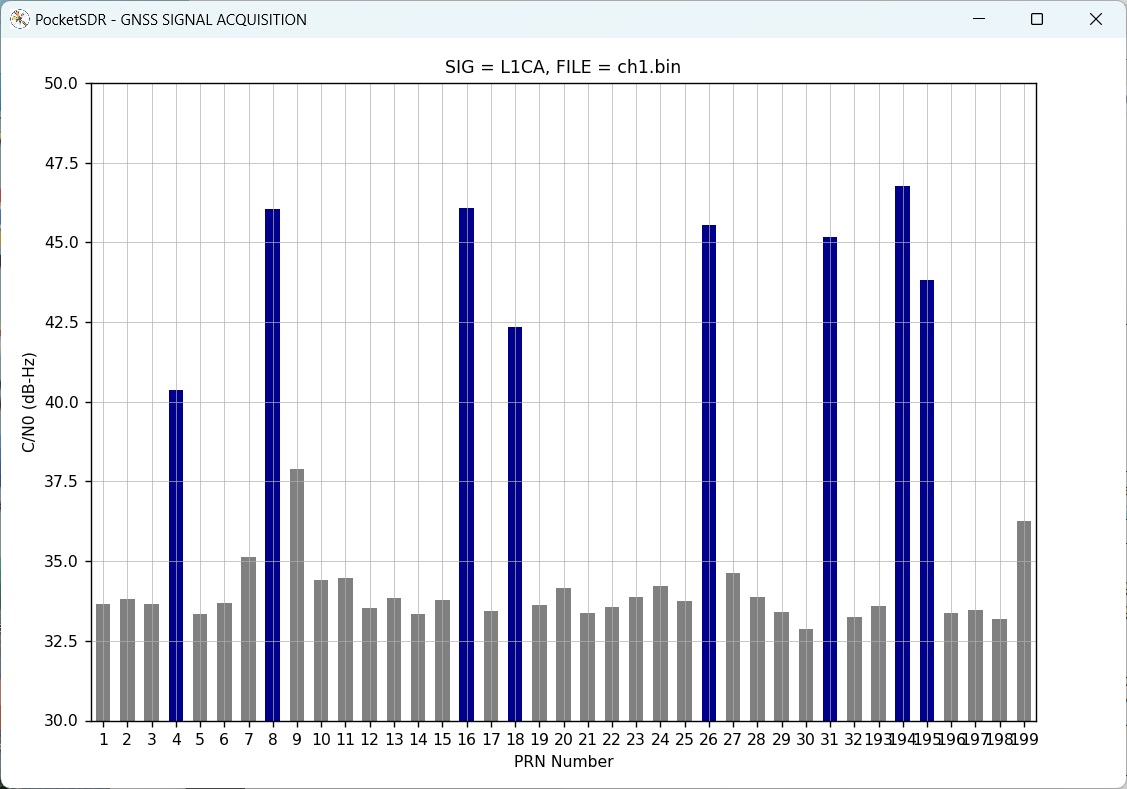 PocketSDR - GNSS SIGNAL ACQUISITION
SIG = L1CA, FILE = ch1.bin
50.0
47.5
45.0
42.5
40.0
37.5
35.0
32.5
30.0
C/N0 (dB-Hz)
1 2 3 4 5 6 7 8 9 10 11 12 13 14 15 16 17 18 19 20 21 22 23 24 25 26 27 28 29 30 31 32 193 194 195 196 197 198 199
PRN Number